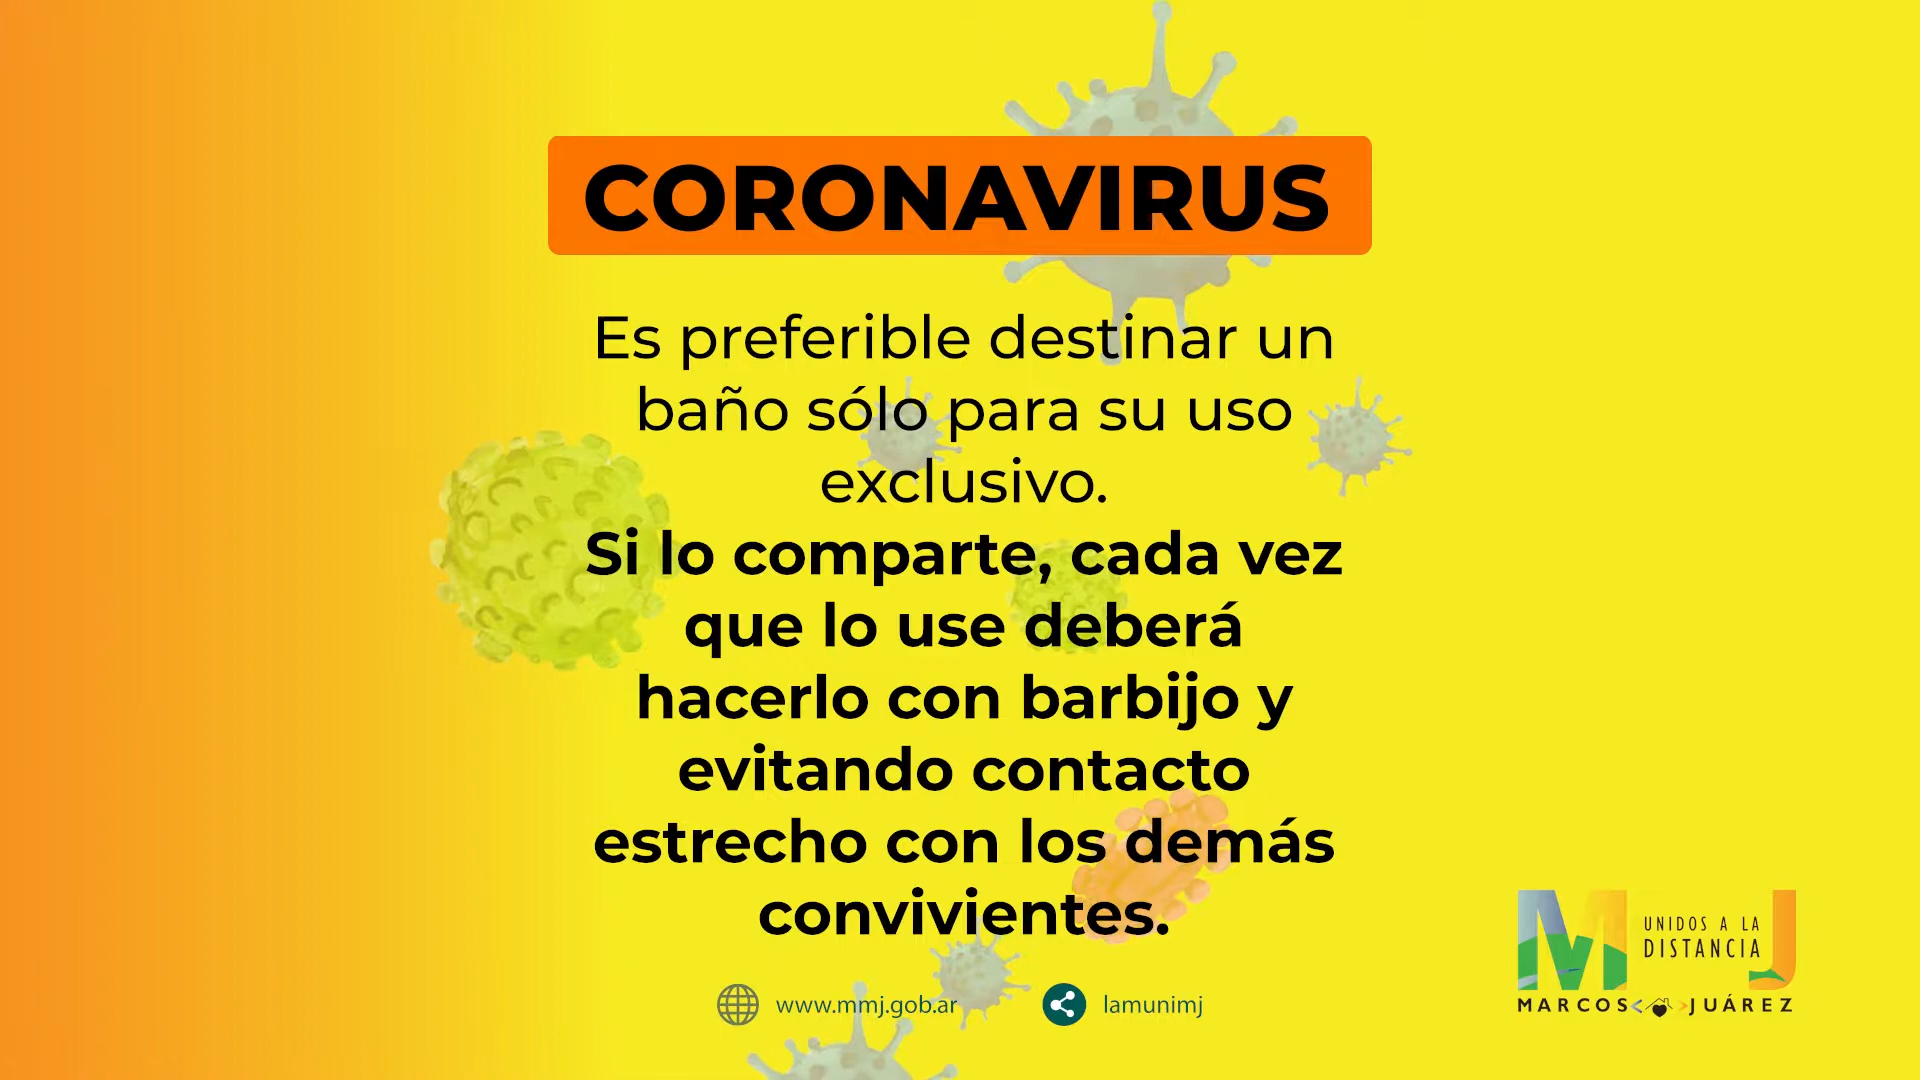 CORONAVIRUS
Es preferible destinar un
baño sólo para su uso
exclusivo.
Si lo comparte, cada vez
que lo use deberá
hacerlo con barbijo y
evitando contacto
estrecho con los demás
convivientes.
www.mmj.gob.ar
lamunimj
M J
UNIDOS A LA
DISTANCIA
MARCOS JUÁREZ